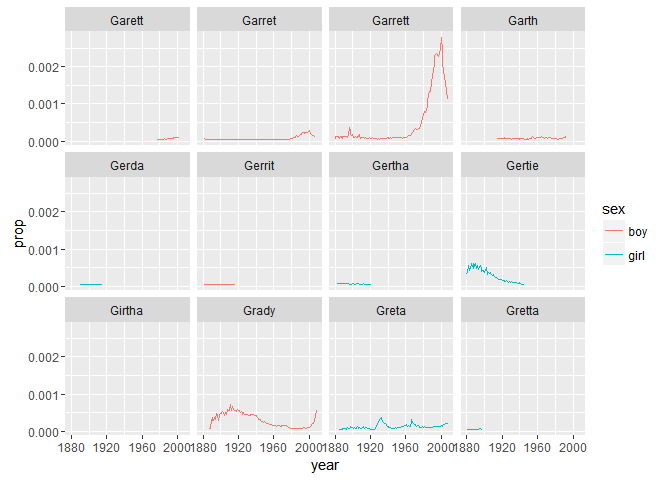 Garett Garret Garrett Garth
0.002
0.001
0.000
Gerda Gerrit Gertha Gertie
0.002
0.001
0.000
Girtha Grady Greta Gretta
0.002
0.001
0.000
1880 1920 1960 2000 1880 1920 1960 2000 1880 1920 1960 2000 1880 1920 1960 2000
year
prop
sex
boy
girl